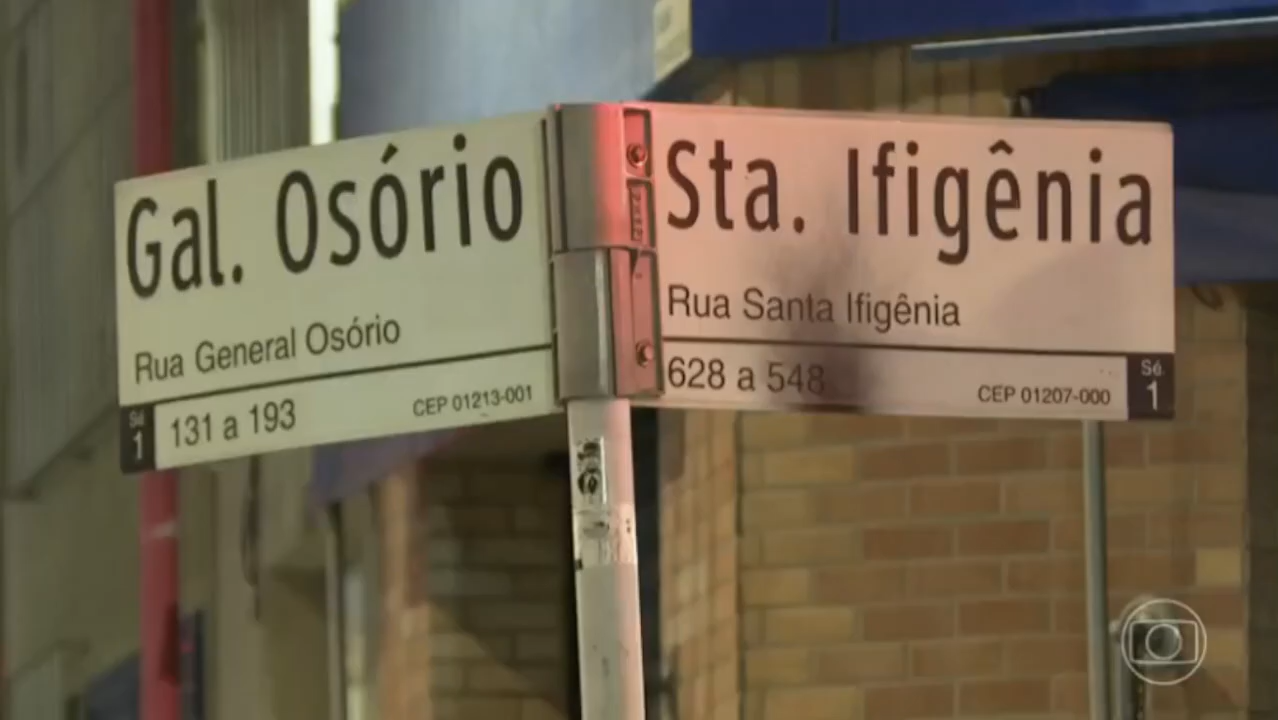 Gal. Osório
Rua General Osório
Sé
1
131 a 193
CEP 01213-001
Sta. Ifigênia
Rua Santa Ifigênia
628 a 548
CEP 01207-000
Sé
1